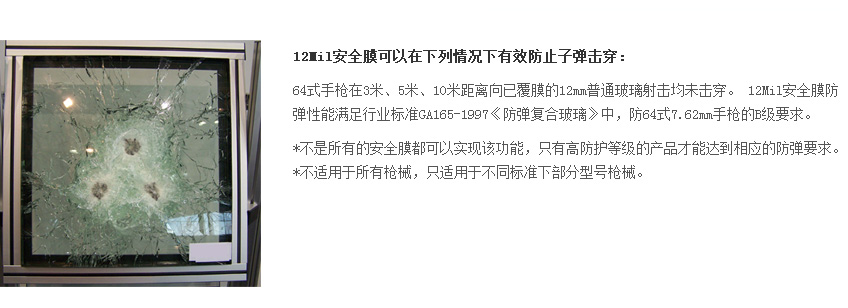 12Mil安全膜可以在下列情况下有效防止子弹击穿：
64式手枪在3米、5米、10米距离向已覆膜的12mm普通玻璃射击均未击穿。 12Mil安全膜防
弹性能满足行业标准GA165-1997《防弹复合玻璃》中，防64式7.62mm手枪的B级要求。
*不是所有的安全膜都可以实现该功能，只有高防护等级的产品才能达到相应的防弹要求。
*不适用于所有枪械，只适用于不同标准下部分型号枪械。